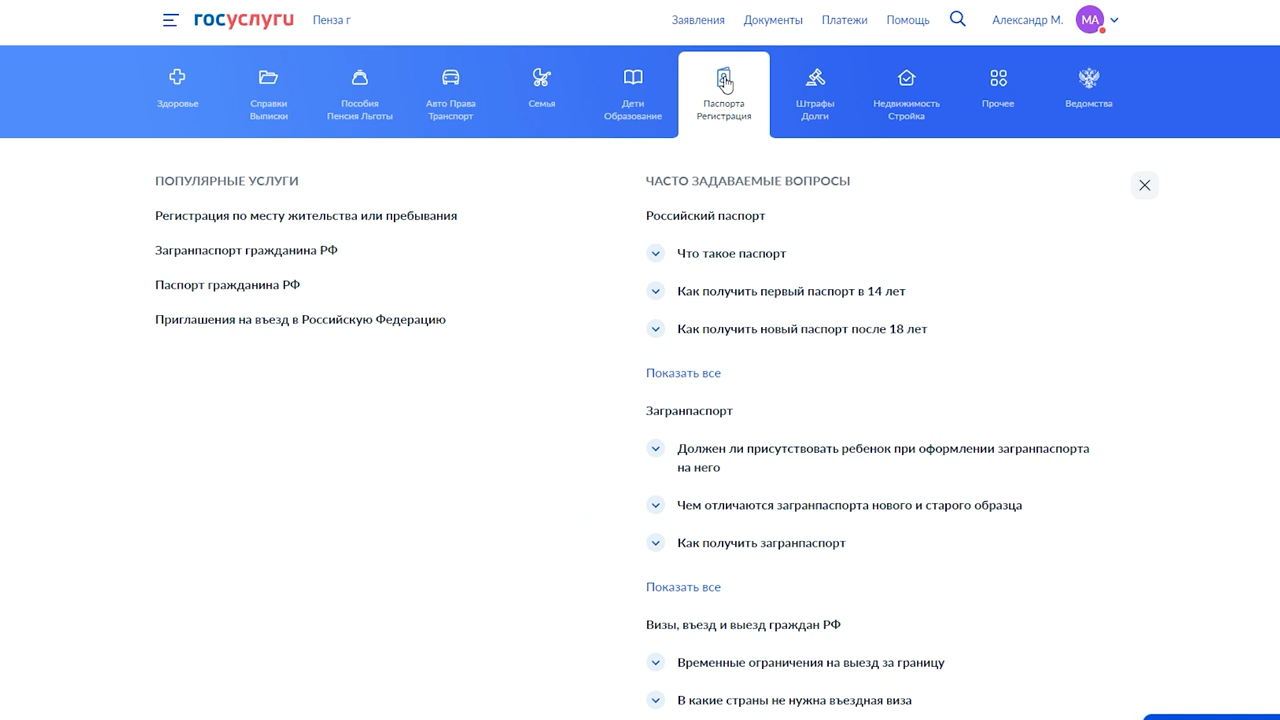 госуслуги Пенза г Заявления Документы Платежи Помощь Александр М. МА
Здоровье
Справки
Выписки
Пособия
Пенсия Льготы
Авто Права
Транспорт
Семья
Дети
Образование
Паспорта
Регистрация
Штрафы
Долги
Недвижимость
Стройка
Прочее
Ведомства
ПОПУЛЯРНЫЕ УСЛУГИ
Регистрация по месту жительства или пребывания
Загранпаспорт гражданина РФ
Паспорт гражданина РФ
Приглашения на въезд в Российскую Федерацию
ЧАСТО ЗАДАВАЕМЫЕ ВОПРОСЫ
Российский паспорт
Что такое паспорт
Как получить первый паспорт в 14 лет
Как получить новый паспорт после 18 лет
Показать все
Загранпаспорт
Должен ли присутствовать ребенок при оформлении загранпаспорта
на него
Чем отличаются загранпаспорта нового и старого образца
Как получить загранпаспорт
Показать все
Визы, въезд и выезд граждан РФ
Временные ограничения на выезд за границу
В какие страны не нужна въездная виза